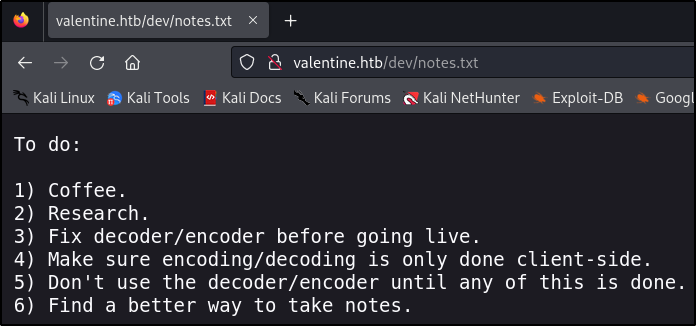 valentine.htb/dev/notes.txt
valentine.htb/dev/notes.txt
Kali Linux Kali Tools Kali Docs Kali Forums Kali NetHunter Exploit-DB Googl
To do:
1) Coffee.
2) Research.
3) Fix decoder/encoder before going live.
4) Make sure encoding/decoding is only done client-side.
5) Don't use the decoder/encoder until any of this is done.
6) Find a better way to take notes.